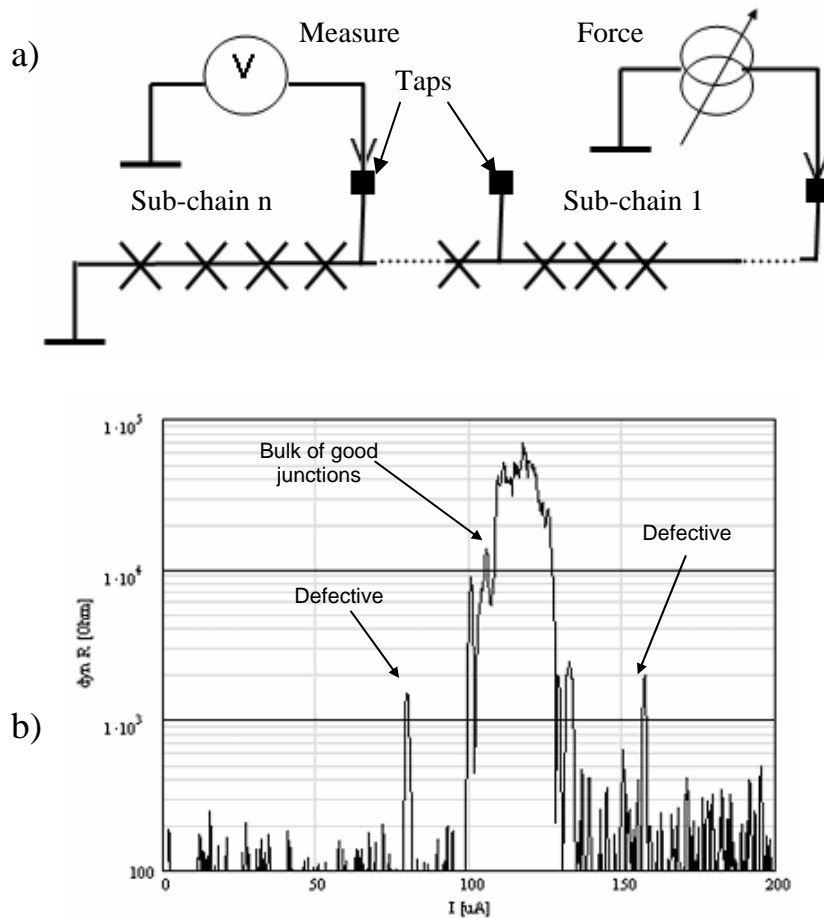 a)
Measure
Force
V
Taps
Sub-chain n
Sub-chain 1
b)
dyn R [Ohm]
1·10⁵
1·10⁴
1·10³
100
Bulk of good
junctions
Defective
Defective
0 50 100 150 200
I [uA]